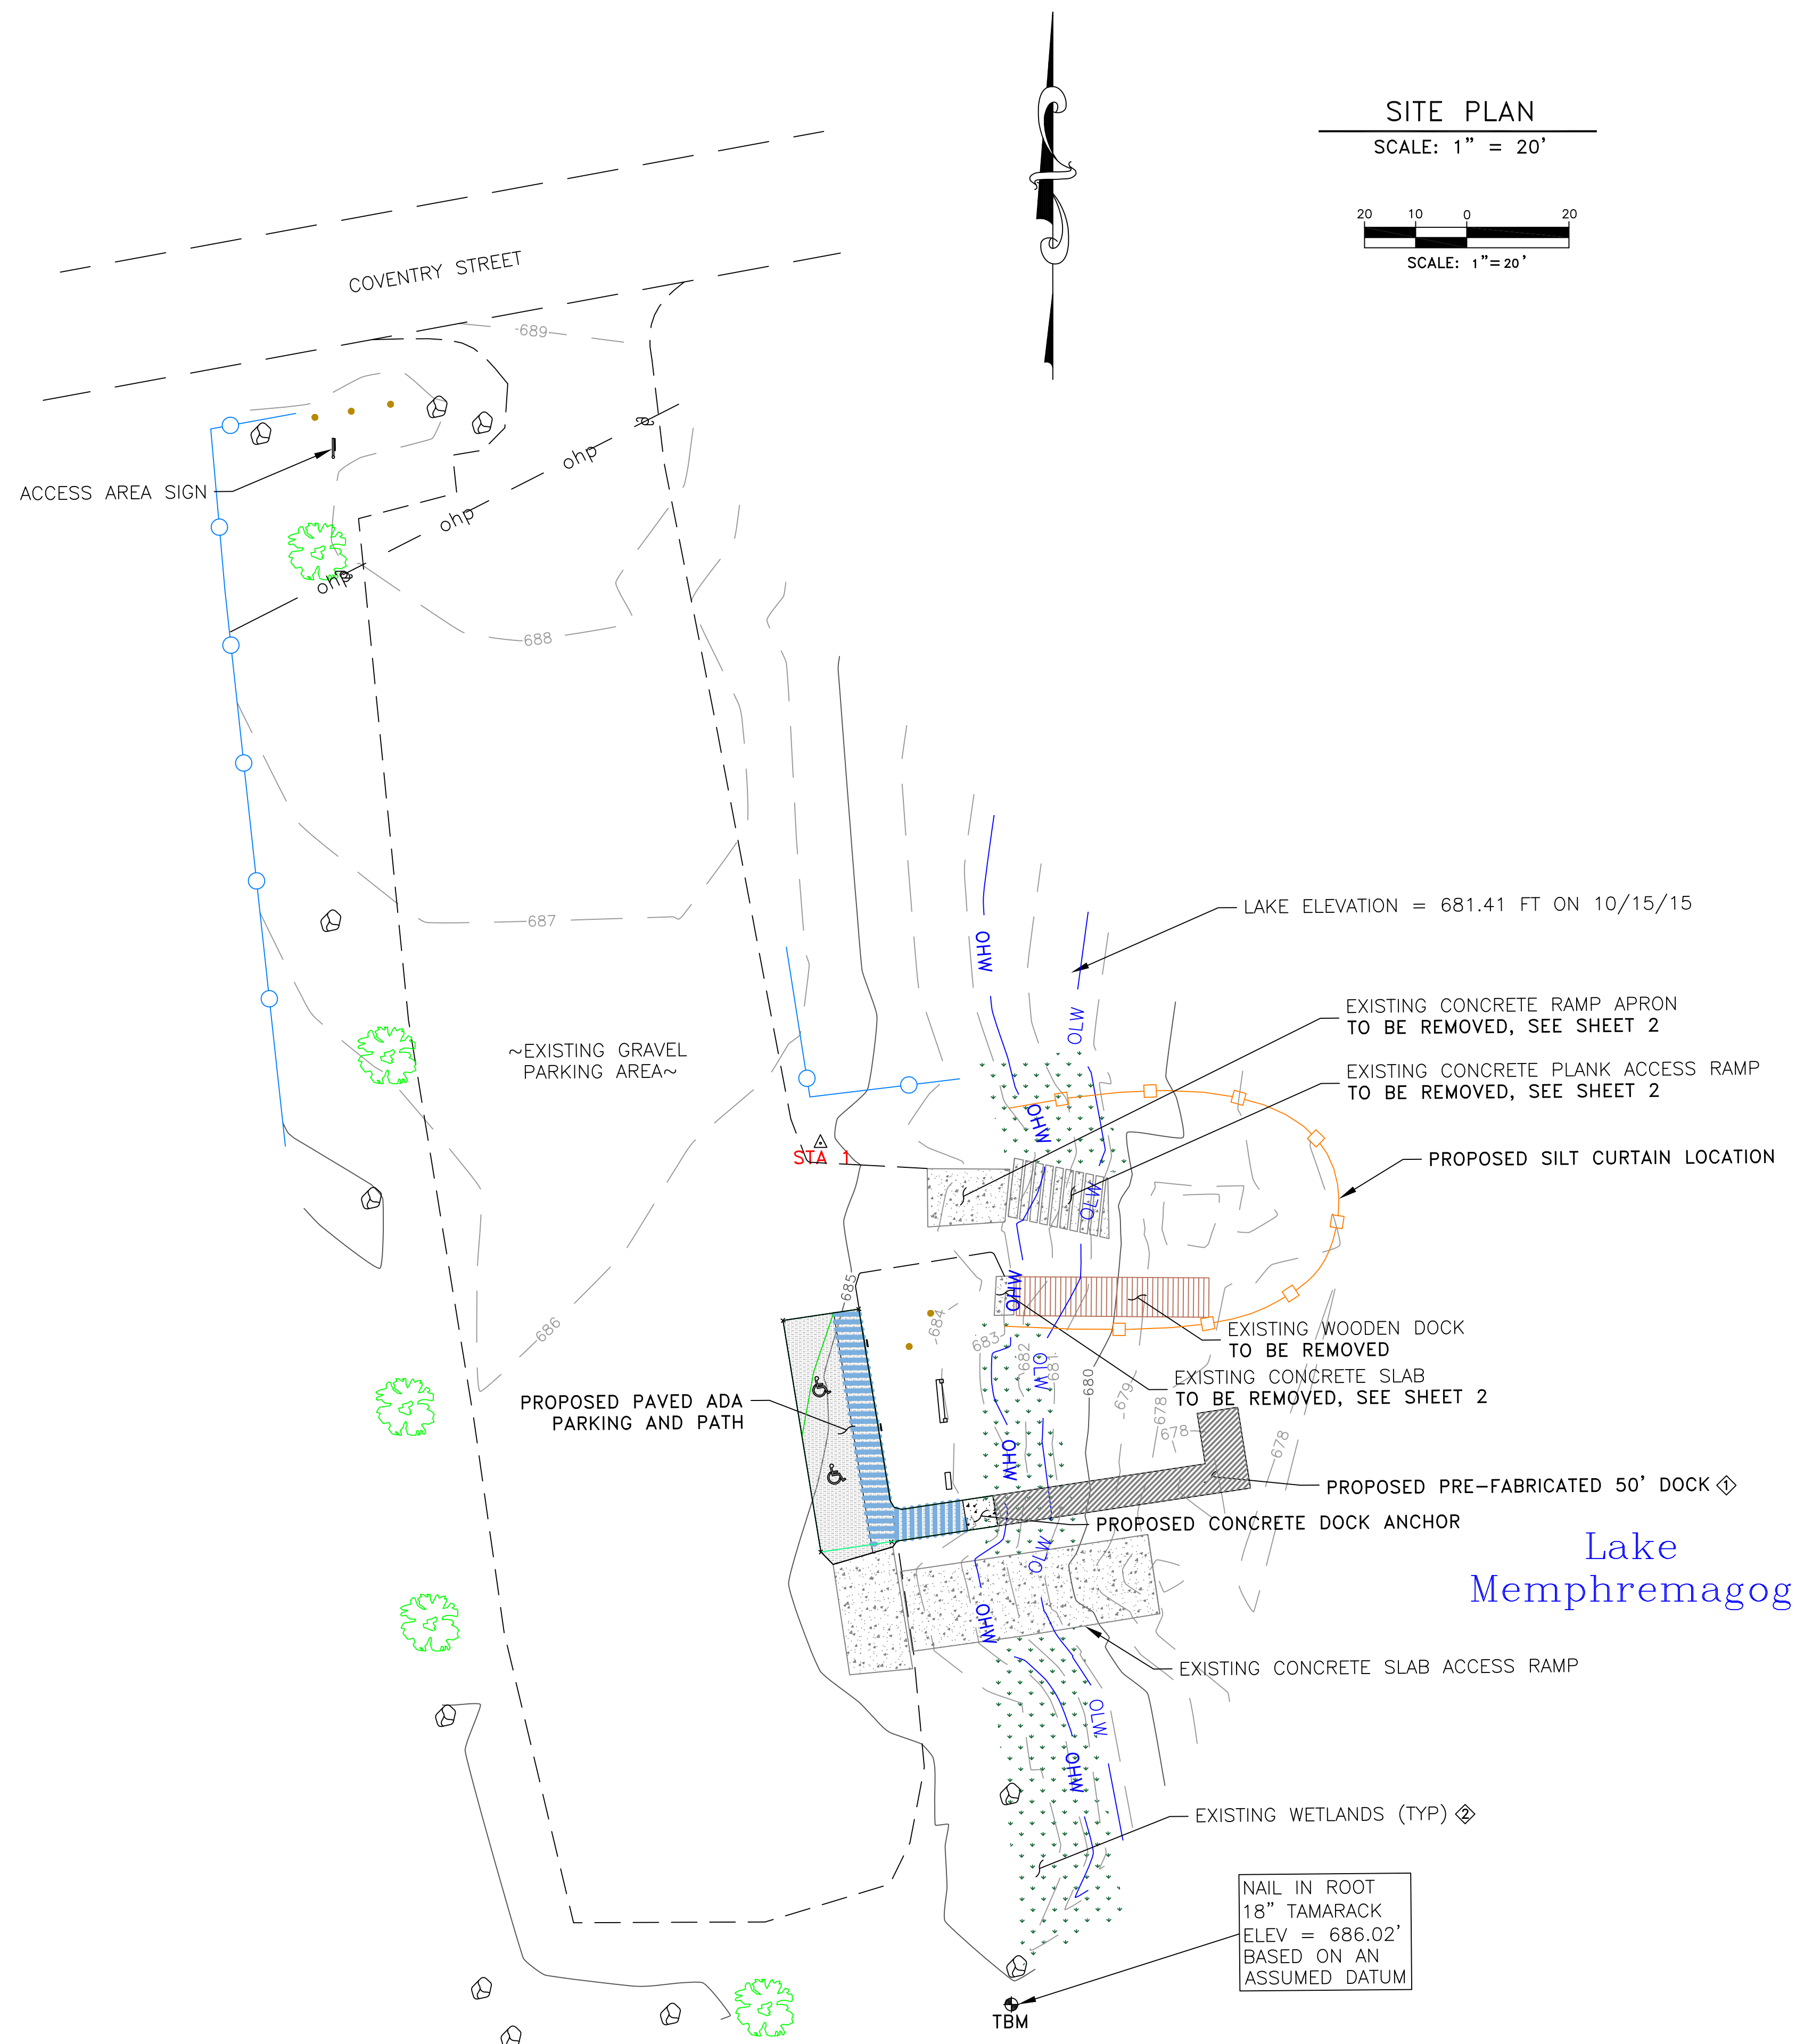 SITE PLAN
SCALE: 1" = 20'
20 10 0 20
SCALE: 1"=20'
COVENTRY STREET
689
ohp
ACCESS AREA SIGN
ohp
ohp
688
LAKE ELEVATION = 681.41 FT ON 10/15/15
687
OHW
EXISTING CONCRETE RAMP APRON
TO BE REMOVED, SEE SHEET 2
OLW
~EXISTING GRAVEL
PARKING AREA~
EXISTING CONCRETE PLANK ACCESS RAMP
TO BE REMOVED, SEE SHEET 2
OHW
STA 1
PROPOSED SILT CURTAIN LOCATION
OLW
685
OHW
686
684
683
682
681
680
679
678
678
678
OLW
EXISTING WOODEN DOCK
TO BE REMOVED
EXISTING CONCRETE SLAB
TO BE REMOVED, SEE SHEET 2
PROPOSED PAVED ADA
PARKING AND PATH
OHW
PROPOSED PRE-FABRICATED 50' DOCK 1
PROPOSED CONCRETE DOCK ANCHOR
OLW
Lake
Memphremagog
OHW
EXISTING CONCRETE SLAB ACCESS RAMP
OLW
OHW
EXISTING WETLANDS (TYP) 2
NAIL IN ROOT
18" TAMARACK
ELEV = 686.02'
BASED ON AN
ASSUMED DATUM
TBM